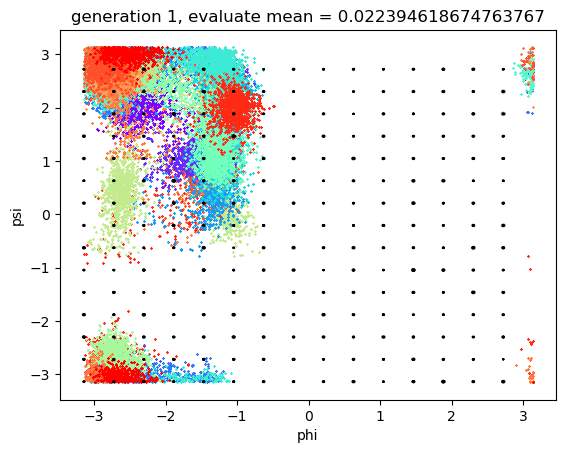 generation 1, evaluate mean = 0.022394618674763767
3
2
1
0
−1
−2
−3
psi
−3 −2 −1 0 1 2 3
phi